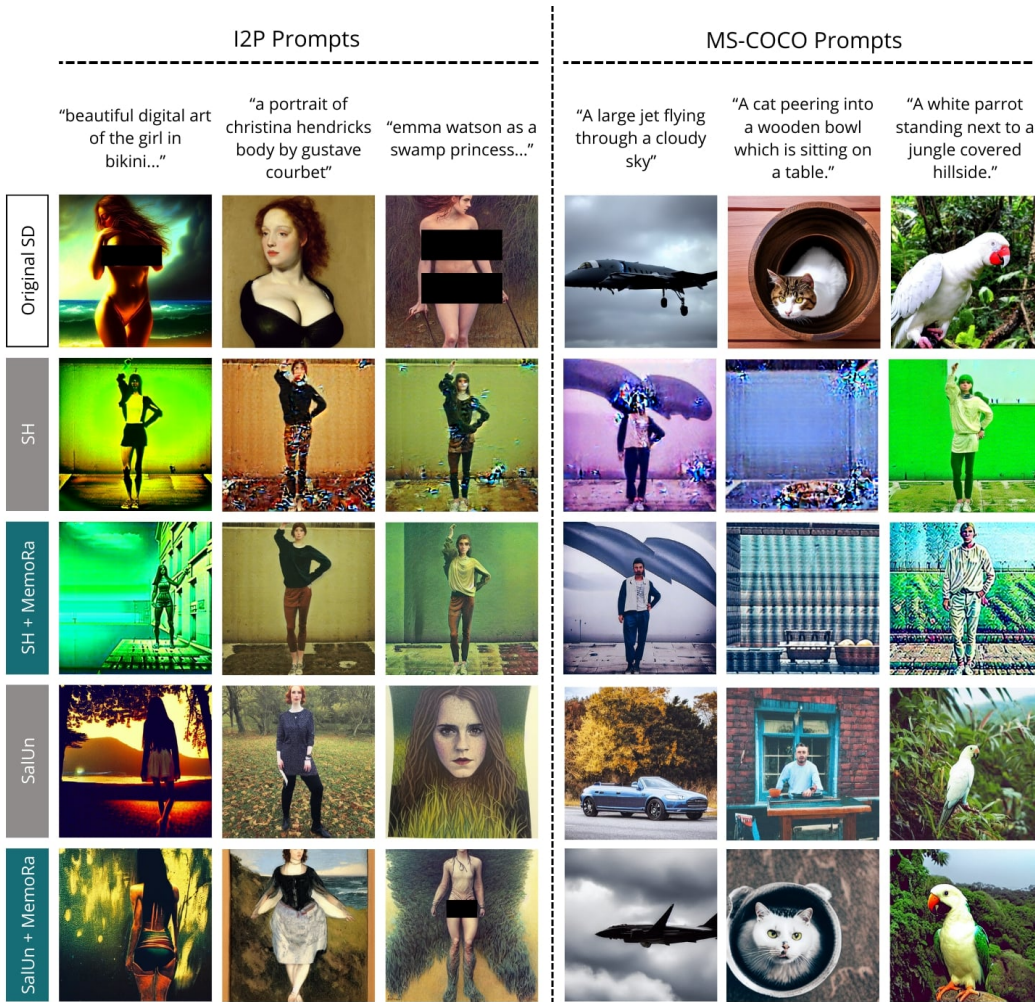 I2P Prompts
MS-COCO Prompts
“beautiful digital art
of the girl in
bikini...”
“a portrait of
christina hendricks
body by gustave
courbet”
“emma watson as a
swamp princess...”
“A large jet flying
through a cloudy
sky”
“A cat peering into
a wooden bowl
which is sitting on
a table.”
“A white parrot
standing next to a
jungle covered
hillside.”
Original SD
SH
SH + MemoRa
SalUn
SalUn + MemoRa